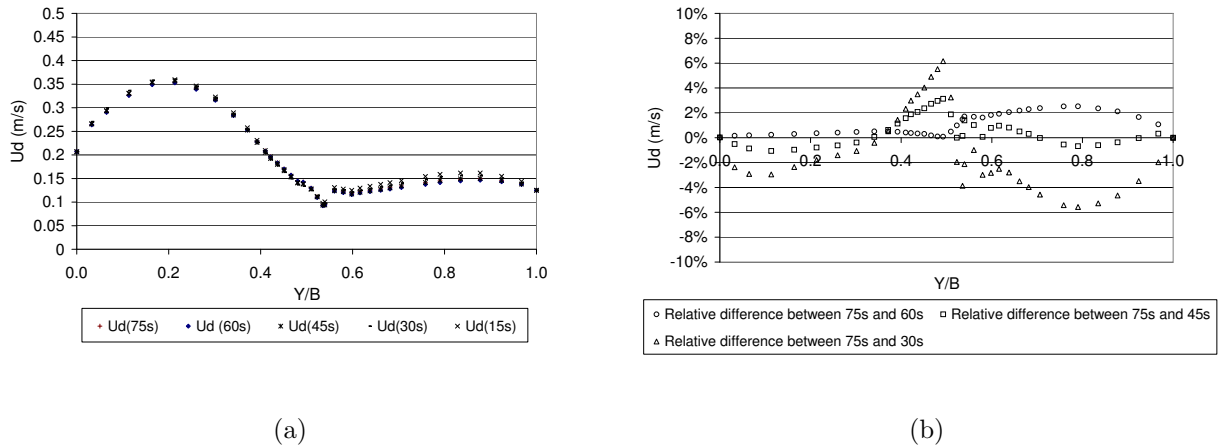 0.5
0.45
0.4
0.35
0.3
0.25
0.2
0.15
0.1
0.05
0
Ud (m/s)
0.0 0.2 0.4 0.6 0.8 1.0
Y/B
Ud(75s) Ud (60s) Ud(45s) Ud(30s) Ud(15s)
(a)
10%
8%
6%
4%
2%
0%
-2%
-4%
-6%
-8%
-10%
Ud (m/s)
0.0 0.2 0.4 0.6 0.8 1.0
Y/B
Relative difference between 75s and 60s Relative difference between 75s and 45s
Relative difference between 75s and 30s
(b)